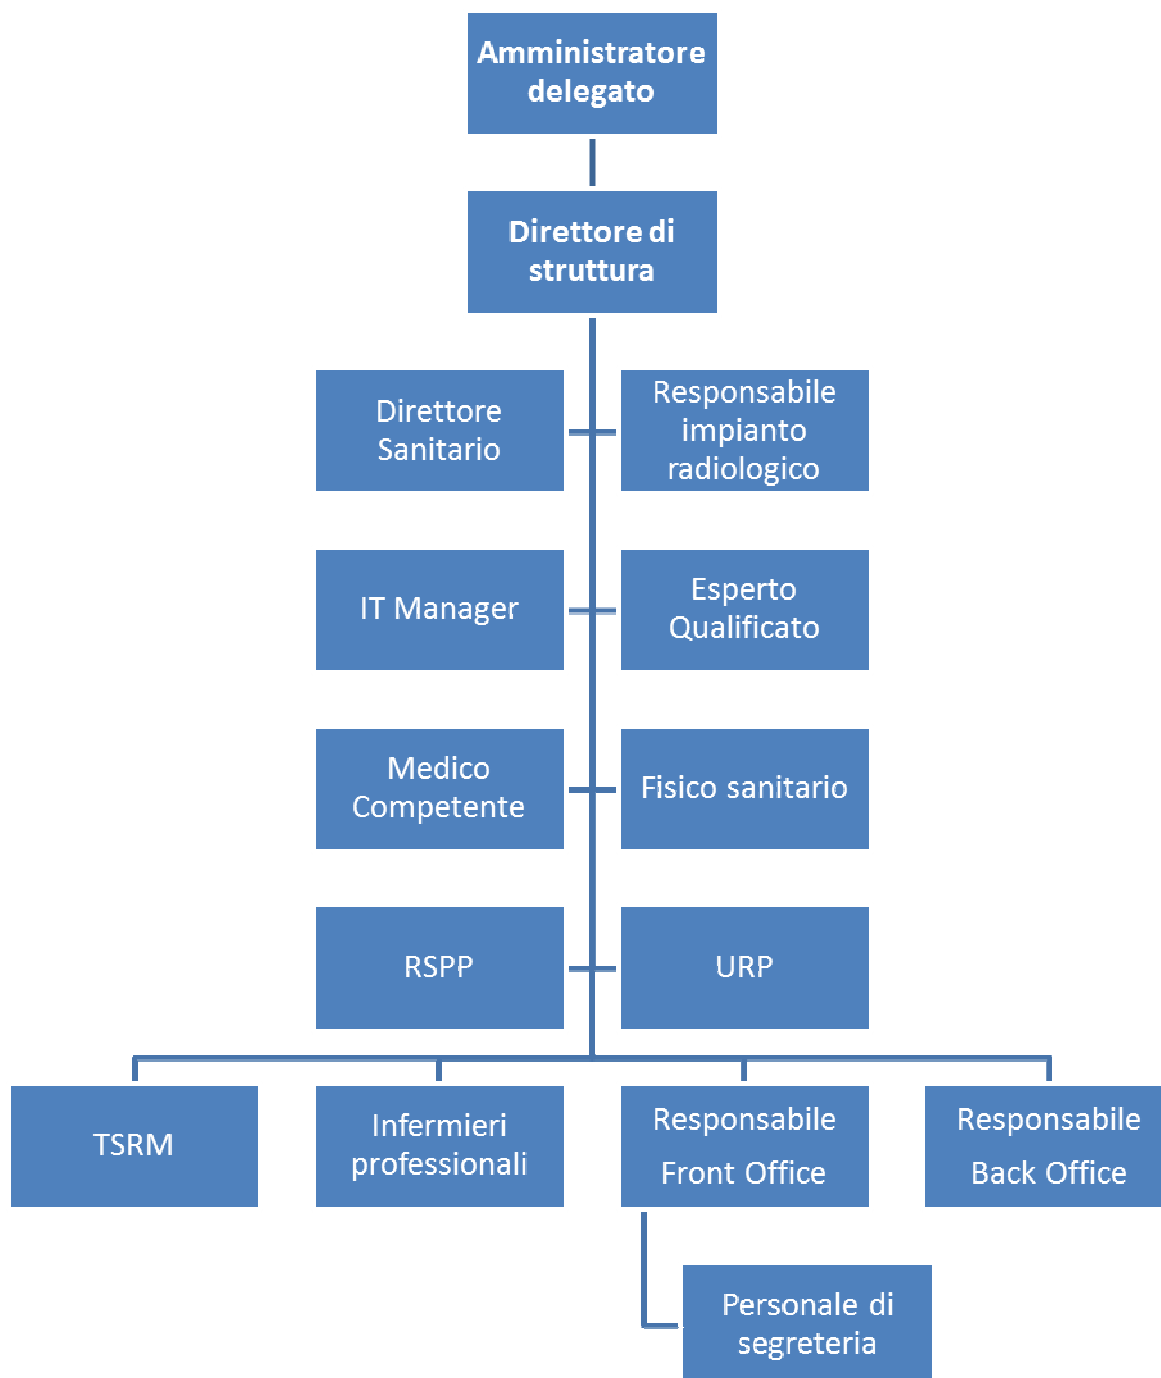 Amministratore
delegato
Direttore di
struttura
Direttore
Sanitario
Responsabile
impianto
radiologico
IT Manager
Esperto
Qualificato
Medico
Competente
Fisico sanitario
RSPP
URP
TSRM
Infermieri
professionali
Responsabile
Front Office
Responsabile
Back Office
Personale di
segreteria